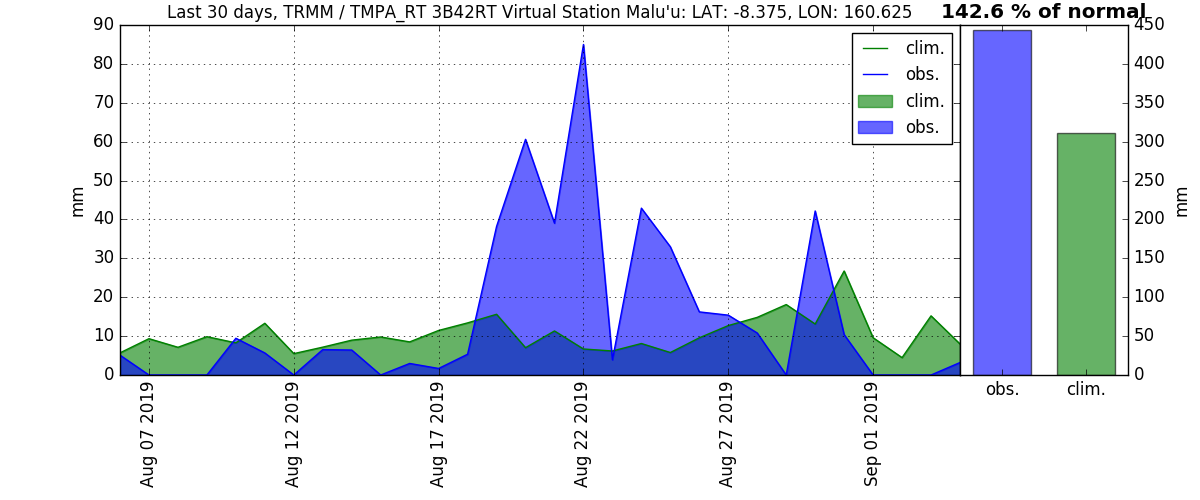 Last 30 days, TRMM / TMPA_RT 3B42RT Virtual Station Malu'u: LAT: -8.375, LON: 160.625
142.6 % of normal
90
80
70
60
50
40
30
20
10
0
mm
clim.
obs.
clim.
obs.
Aug 07 2019
Aug 12 2019
Aug 17 2019
Aug 22 2019
Aug 27 2019
Sep 01 2019
450
400
350
300
250
200
150
100
50
0
mm
obs.
clim.